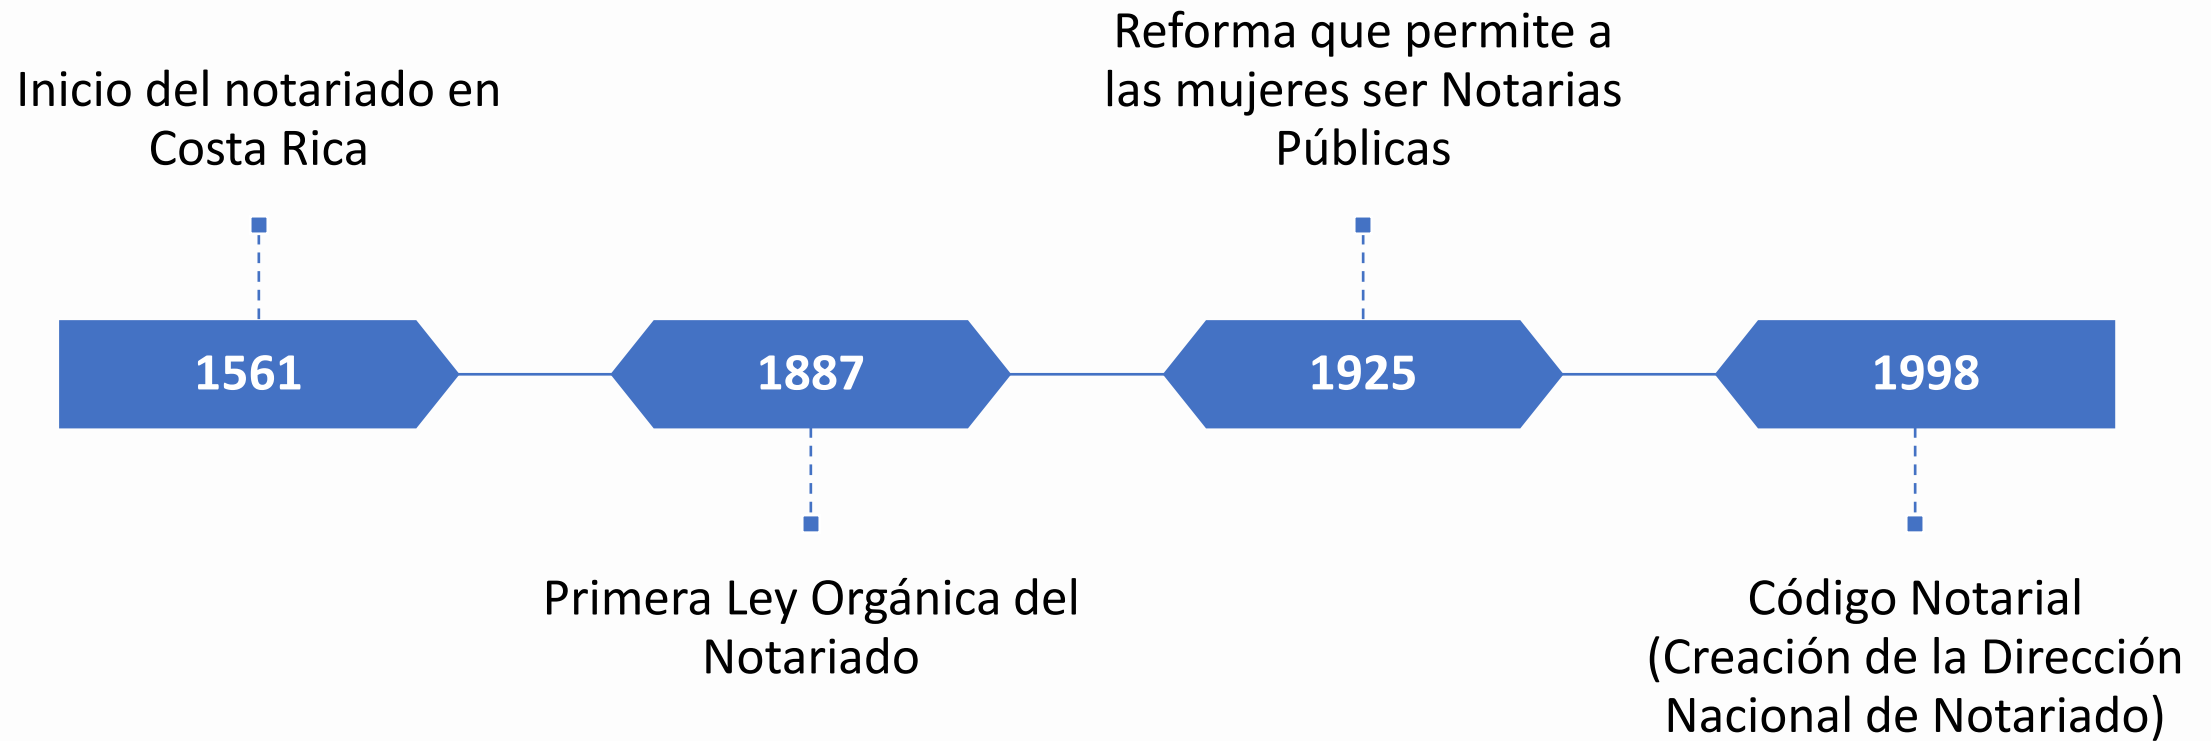 Inicio del notariado en
Costa Rica
1561
1887
Primera Ley Orgánica del
Notariado
Reforma que permite a
las mujeres ser Notarias
Públicas
1925
1998
Código Notarial
(Creación de la Dirección
Nacional de Notariado)